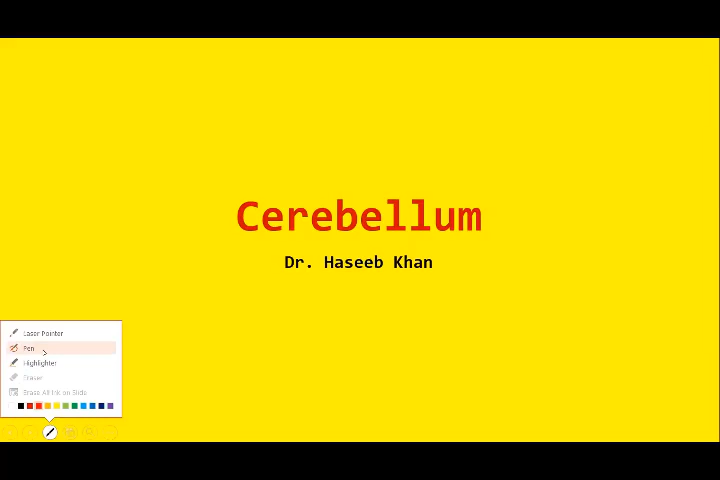 Cerebellum
Dr. Haseeb Khan
Laser Pointer
Pen
Highlighter
Eraser
Erase All Ink on Slide